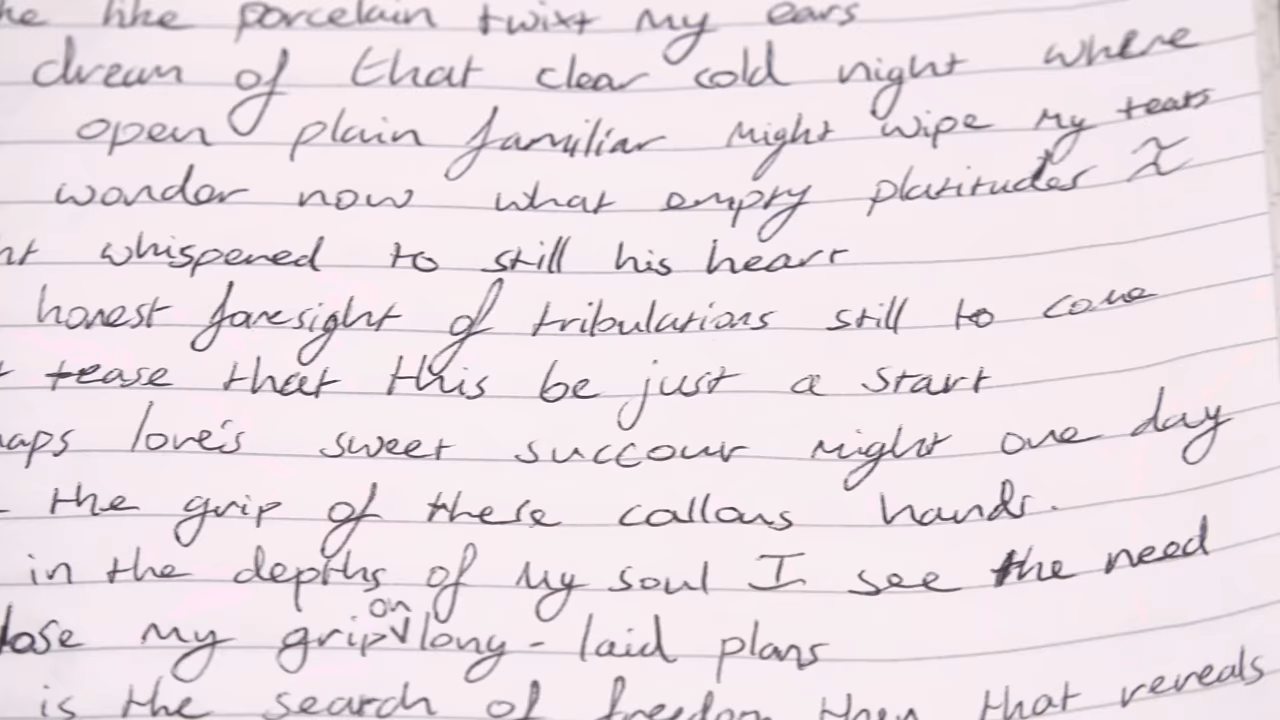 like porcelain twixt my ears
dream of that clear cold night where
open plain familiar might wipe my tears
wonder now what empty platitudes I
whispered to still his heart
honest foresight of tribulations still to come
tease that this be just a start
love's sweet succour might one day
the grip of these callous hands.
in the depths of my soul I see the need
my grip on long-laid plans
is the search of freedom then that reveals